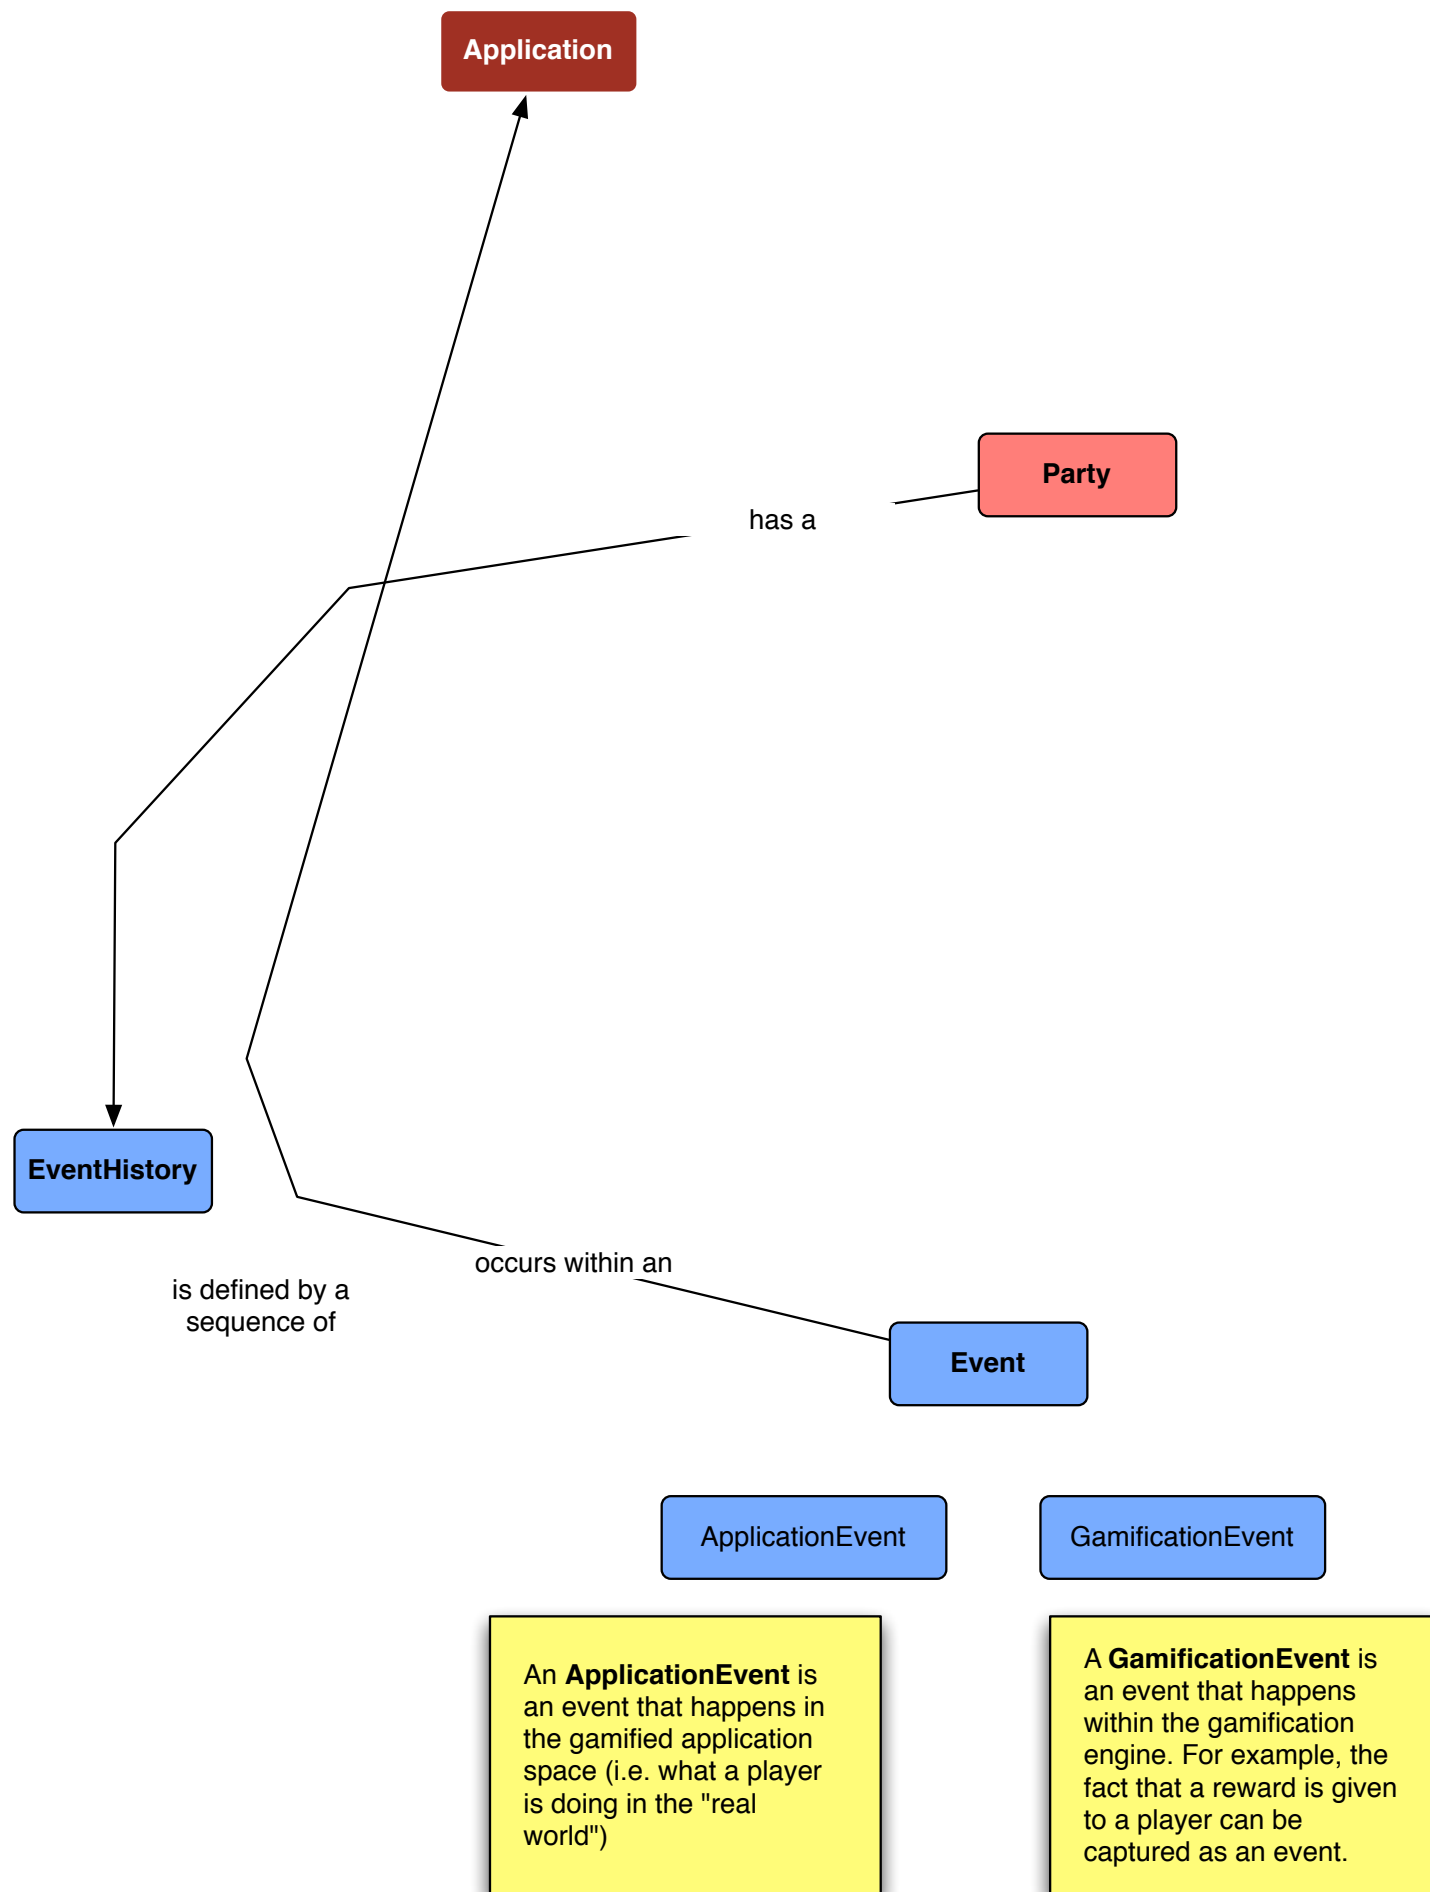 Application
Party
has a
EventHistory
occurs within an
is defined by a
sequence of
Event
ApplicationEvent
GamificationEvent
An ApplicationEvent is
an event that happens in
the gamified application
space (i.e. what a player
is doing in the "real
world")
A GamificationEvent is
an event that happens
within the gamification
engine. For example, the
fact that a reward is given
to a player can be
captured as an event.